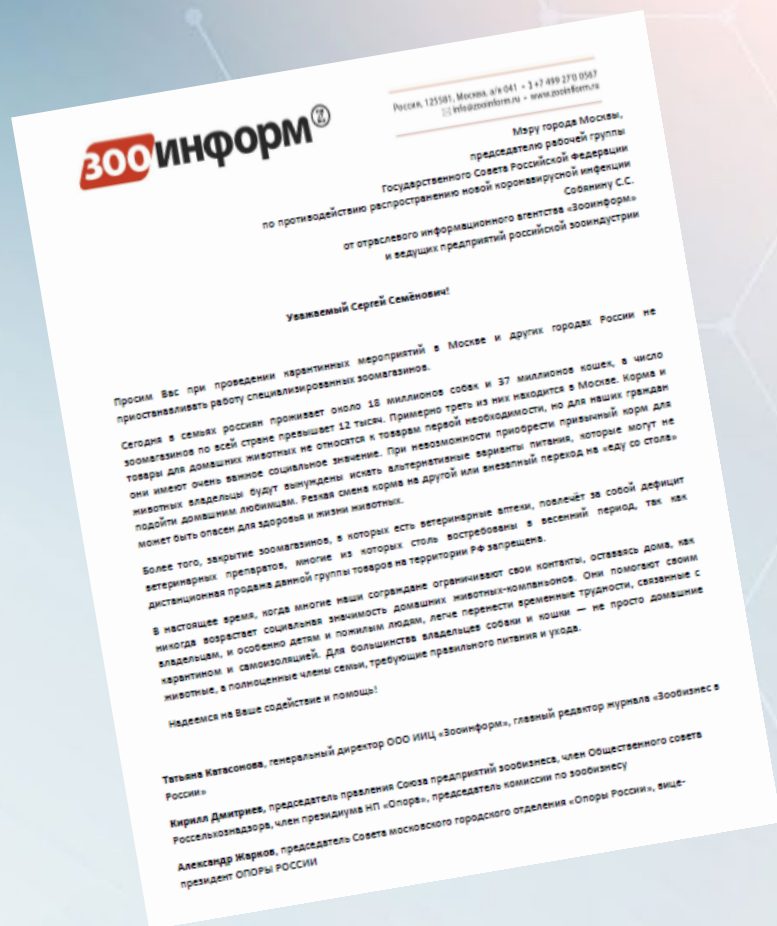 зооинформ®
Россия, 125581, Москва, а/я 041 • +7 499 270 0567
info@zooinform.ru • www.zooinform.ru
Мэру города Москвы,
председателю рабочей группы
Государственного Совета Российской Федерации
по противодействию распространению новой коронавирусной инфекции
Собянину С.С.
от отраслевого информационного агентства «Зооинформ»
и ведущих предприятий российской зооиндустрии
Уважаемый Сергей Семёнович!
Просим Вас при проведении карантинных мероприятий в Москве и других городах России не
приостанавливать работу специализированных зоомагазинов.
Сегодня в семьях россиян проживает около 18 миллионов собак и 37 миллионов кошек, а число
зоомагазинов по всей стране превышает 12 тысяч. Примерно треть из них находится в Москве. Корма и
товары для домашних животных не относятся к товарам первой необходимости, но для наших граждан
они имеют очень важное социальное значение. При невозможности приобрести привычный корм для
животных владельцы будут вынуждены искать альтернативные варианты питания, которые могут не
подойти домашним любимцам. Резкая смена корма на другой или внезапный переход на «еду со стола»
может быть опасен для здоровья и жизни животных.
Более того, закрытие зоомагазинов, в которых есть ветеринарные аптеки, повлечёт за собой дефицит
ветеринарных препаратов, многие из которых столь востребованы в весенний период, так как
дистанционная продажа данной группы товаров на территории РФ запрещена.
В настоящее время, когда многие наши сограждане ограничивают свои контакты, оставаясь дома, как
никогда возрастает социальная значимость домашних животных-компаньонов. Они помогают своим
владельцам, и особенно детям и пожилым людям, легче перенести временные трудности, связанные с
карантином и самоизоляцией. Для большинства владельцев собаки и кошки — не просто домашние
животные, а полноценные члены семьи, требующие правильного питания и ухода.
Надеемся на Ваше содействие и помощь!
Татьяна Катасонова, генеральный директор ООО ИИЦ «Зооинформ», главный редактор журнала «Зообизнес в
России»
Кирилл Дмитриев, председатель правления Союза предприятий зообизнеса, член Общественного совета
Россельхознадзора, член президиума НП «Опора», председатель комиссии по зообизнесу
Александр Жарков, председатель Совета московского городского отделения «Опоры России», вице-
президент ОПОРЫ РОССИИ